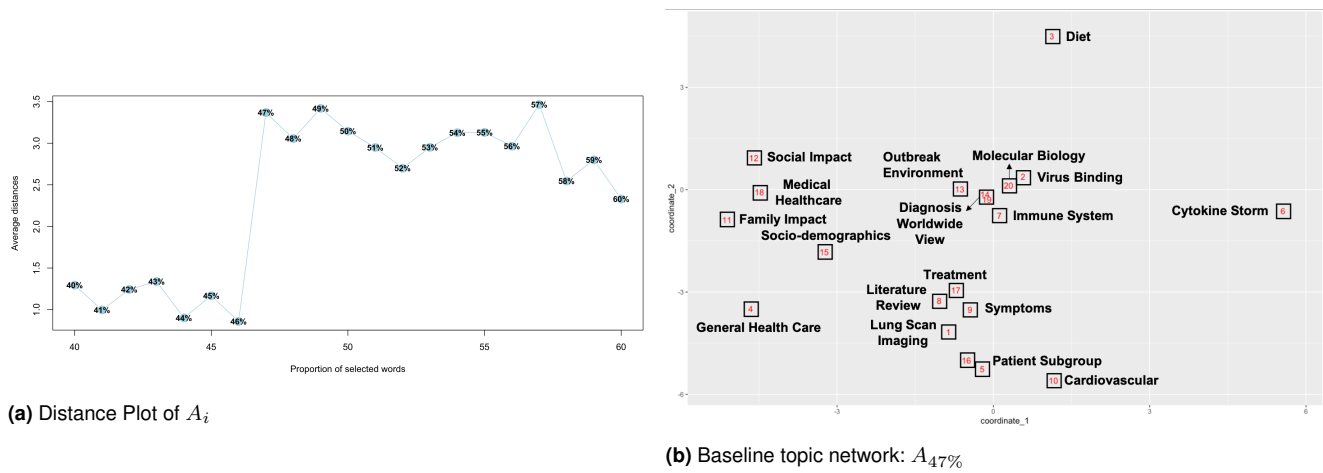 3.5
3.0
2.5
2.0
1.5
1.0
Average distances
40%
41%
42%
43%
44%
45%
46%
47%
48%
49%
50%
51%
52%
53%
54%
55%
56%
57%
58%
59%
60%
40
45
50
55
60
Proportion of selected words
(a) Distance Plot of A_i
3
0
-3
-6
coordinate_2
3 Diet
12 Social Impact
18 Medical
Healthcare
11 Family Impact
Socio-demographics
15
4
General Health Care
Outbreak
Environment
13
Molecular Biology
20
2 Virus Binding
14
19
Diagnosis
Worldwide
View
7 Immune System
Cytokine Storm 6
Treatment
17
Literature
Review
8
9 Symptoms
Lung Scan
Imaging
1
16
Patient Subgroup
5
10 Cardiovascular
-3
0
3
6
coordinate_1
(b) Baseline topic network: A_{47%}